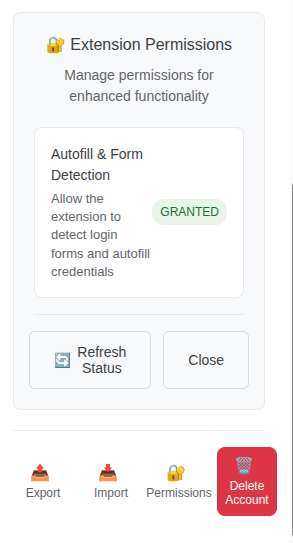 🔐 Extension Permissions
Manage permissions for
enhanced functionality
Autofill & Form
Detection
Allow the
extension to
detect login
forms and autofill
credentials
GRANTED
🔄 Refresh
Status
Close
📤
Export
📥
Import
🔐
Permissions
🗑️
Delete
Account